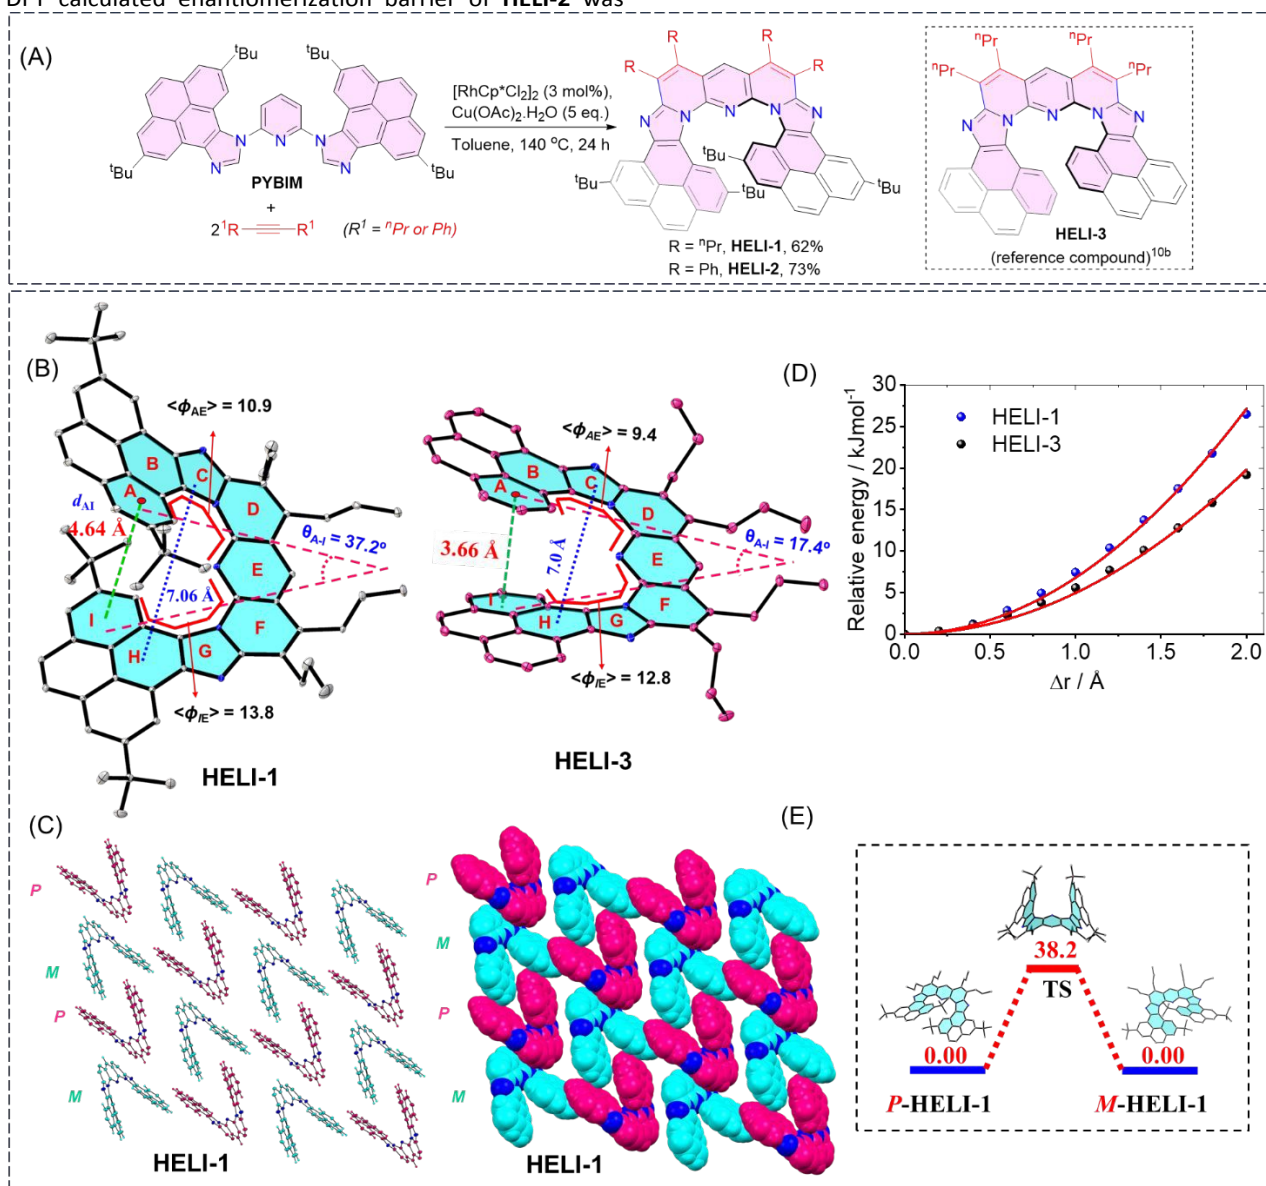 DFT calculated enantiomerization barrier of HELI-2 was
(A)
ᵗBu
ᵗBu
ᵗBu
ᵗBu
N
N
N
N
N
PYBIM
+
2¹R
R¹
(R¹ = ⁿPr or Ph)
[RhCp*Cl₂]₂ (3 mol%),
Cu(OAc)₂.H₂O (5 eq.)
Toluene, 140 °C, 24 h
R
R
R
R
N
N
N
N
N
ᵗBu
ᵗBu
ᵗBu
ᵗBu
R = ⁿPr, HELI-1, 62%
R = Ph, HELI-2, 73%
ⁿPr
ⁿPr
ⁿPr
ⁿPr
N
N
N
N
N
HELI-3
(reference compound)¹⁰ᵇ
(B)
<ϕAE> = 10.9
A
B
C
D
E
F
G
H
I
dAI
4.64 Å
7.06 Å
θA-I = 37.2º
<ϕIE> = 13.8
HELI-1
<ϕAE> = 9.4
A
B
C
D
E
F
G
H
I
3.66 Å
7.0 Å
θA-I = 17.4º
<ϕIE> = 12.8
HELI-3
(D)
Relative energy / kJmol⁻¹
30
25
20
15
10
5
0
HELI-1
HELI-3
0.0 0.5 1.0 1.5 2.0
Δr / Å
(C)
P
M
P
M
HELI-1
P
M
P
M
HELI-1
(E)
38.2
TS
0.00
0.00
P-HELI-1
M-HELI-1